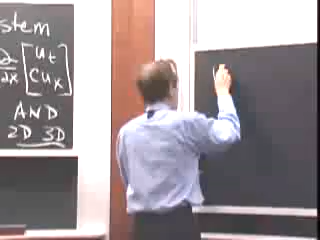 stem
∂/∂x [ut
cux]
AND
2D 3D